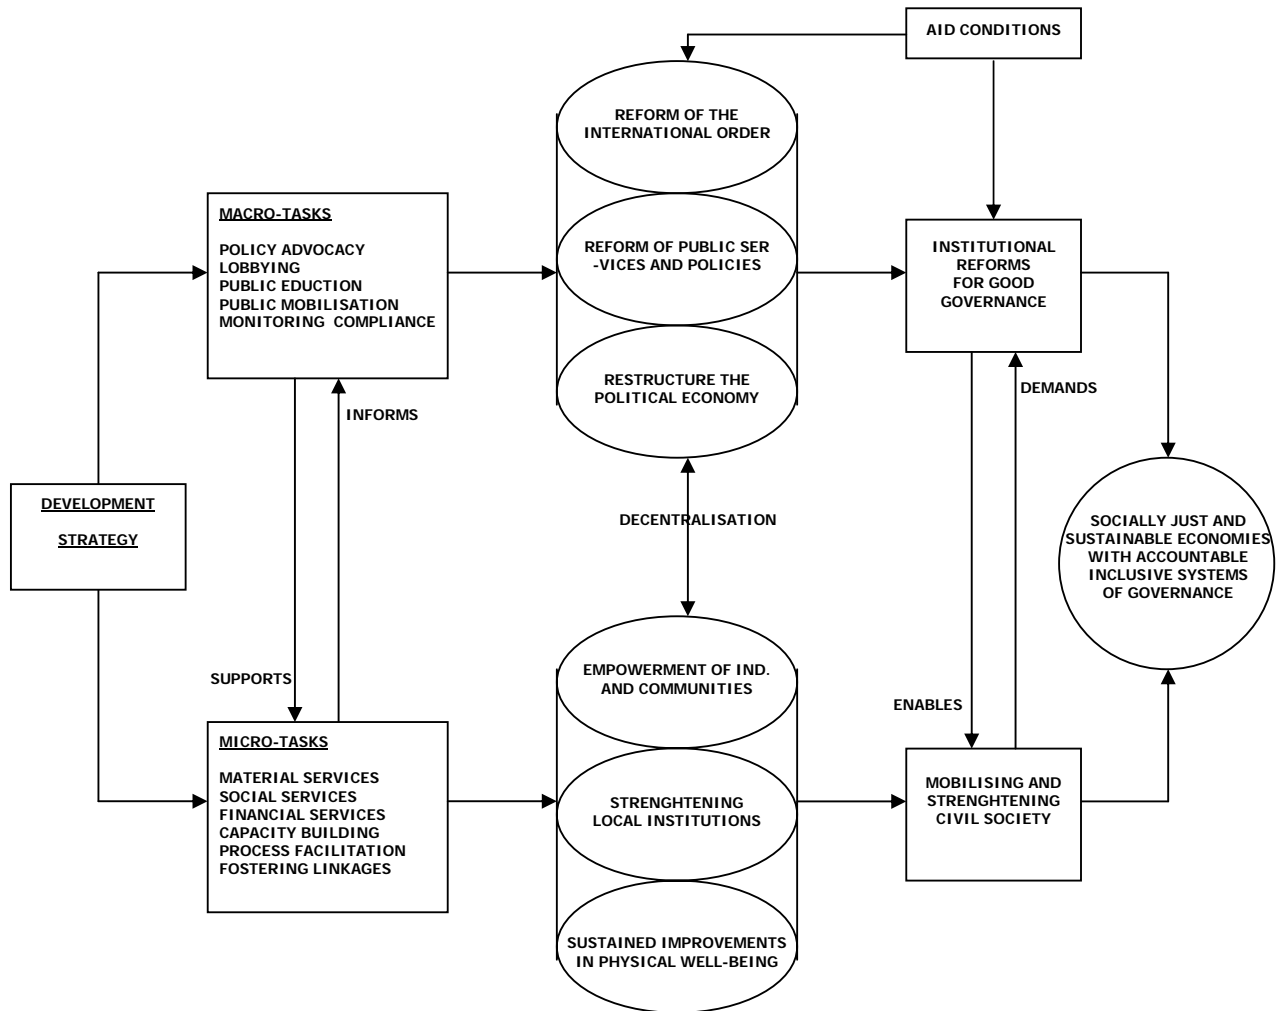 AID CONDITIONS
REFORM OF THE
INTERNATIONAL ORDER
MACRO-TASKS
POLICY ADVOCACY
LOBBYING
PUBLIC EDUCTION
PUBLIC MOBILISATION
MONITORING COMPLIANCE
REFORM OF PUBLIC SER
-VICES AND POLICIES
INSTITUTIONAL
REFORMS
FOR GOOD
GOVERNANCE
RESTRUCTURE THE
POLITICAL ECONOMY
INFORMS
DEMANDS
DEVELOPMENT
STRATEGY
DECENTRALISATION
SOCIALLY JUST AND
SUSTAINABLE ECONOMIES
WITH ACCOUNTABLE
INCLUSIVE SYSTEMS
OF GOVERNANCE
SUPPORTS
EMPOWERMENT OF IND.
AND COMMUNITIES
ENABLES
MICRO-TASKS
MATERIAL SERVICES
SOCIAL SERVICES
FINANCIAL SERVICES
CAPACITY BUILDING
PROCESS FACILITATION
FOSTERING LINKAGES
STRENGHTENING
LOCAL INSTITUTIONS
MOBILISING AND
STRENGHTENING
CIVIL SOCIETY
SUSTAINED IMPROVEMENTS
IN PHYSICAL WELL-BEING